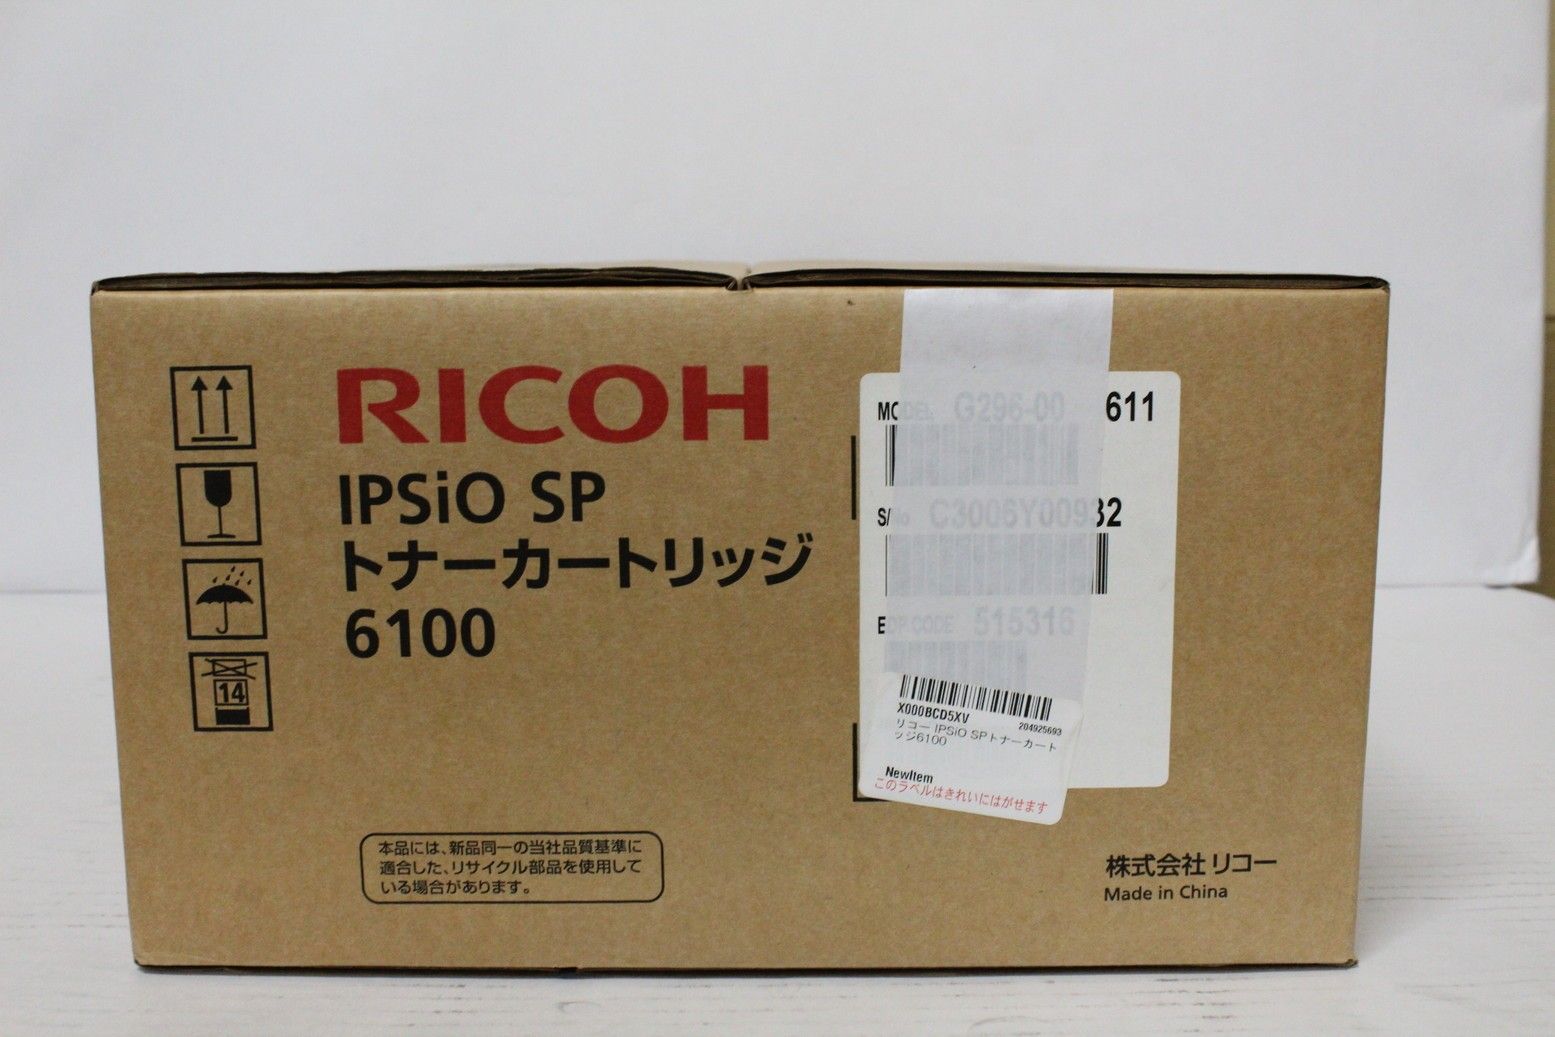 RICOH
IPSiO SP
トナーカートリッジ
6100
14
MODEL G296-00 611
S/No C3006Y00932
EDP CODE 515316
X000BCD5XV
204925693
リコー IPSiO SPトナーカート
ッジ6100
NewItem
このラベルはきれいにはがせます
本品には、新品同一の当社品質基準に
適合した、リサイクル部品を使用して
いる場合があります。
株式会社 リコー
Made in China